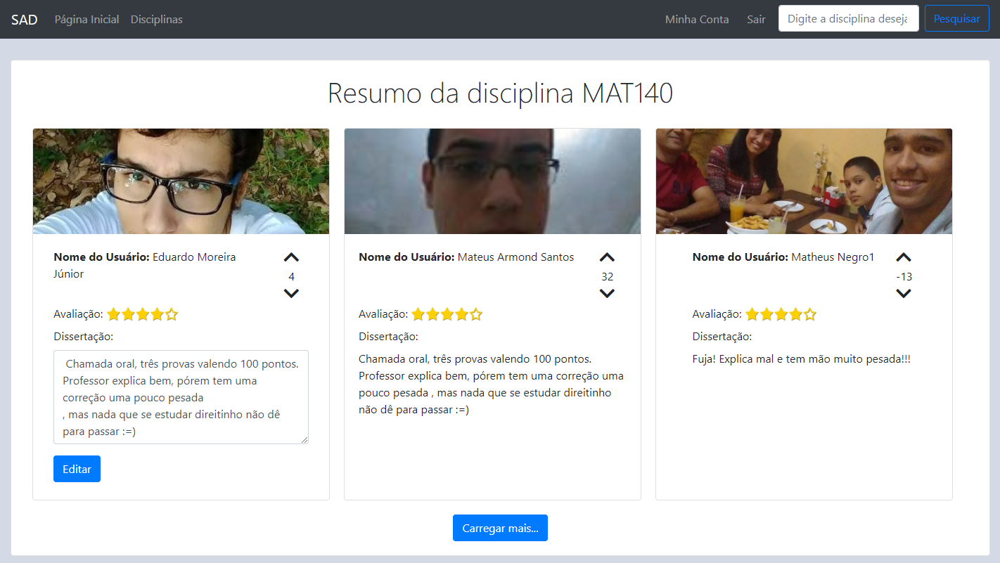 SAD Página Inicial Disciplinas Minha Conta Sair Digite a disciplina deseja Pesquisar
Resumo da disciplina MAT140
Nome do Usuário: Eduardo Moreira
Júnior
4
Avaliação:
Dissertação:
Chamada oral, três provas valendo 100 pontos.
Professor explica bem, pórem tem uma
correção uma pouco pesada
, mas nada que se estudar direitinho não dê
para passar :=)
Editar
Nome do Usuário: Mateus Armond Santos
32
Avaliação:
Dissertação:
Chamada oral, três provas valendo 100 pontos.
Professor explica bem, pórem tem uma correção uma
pouco pesada , mas nada que se estudar direitinho
não dê para passar :=)
Nome do Usuário: Matheus Negro1
-13
Avaliação:
Dissertação:
Fuja! Explica mal e tem mão muito pesada!!!
Carregar mais...